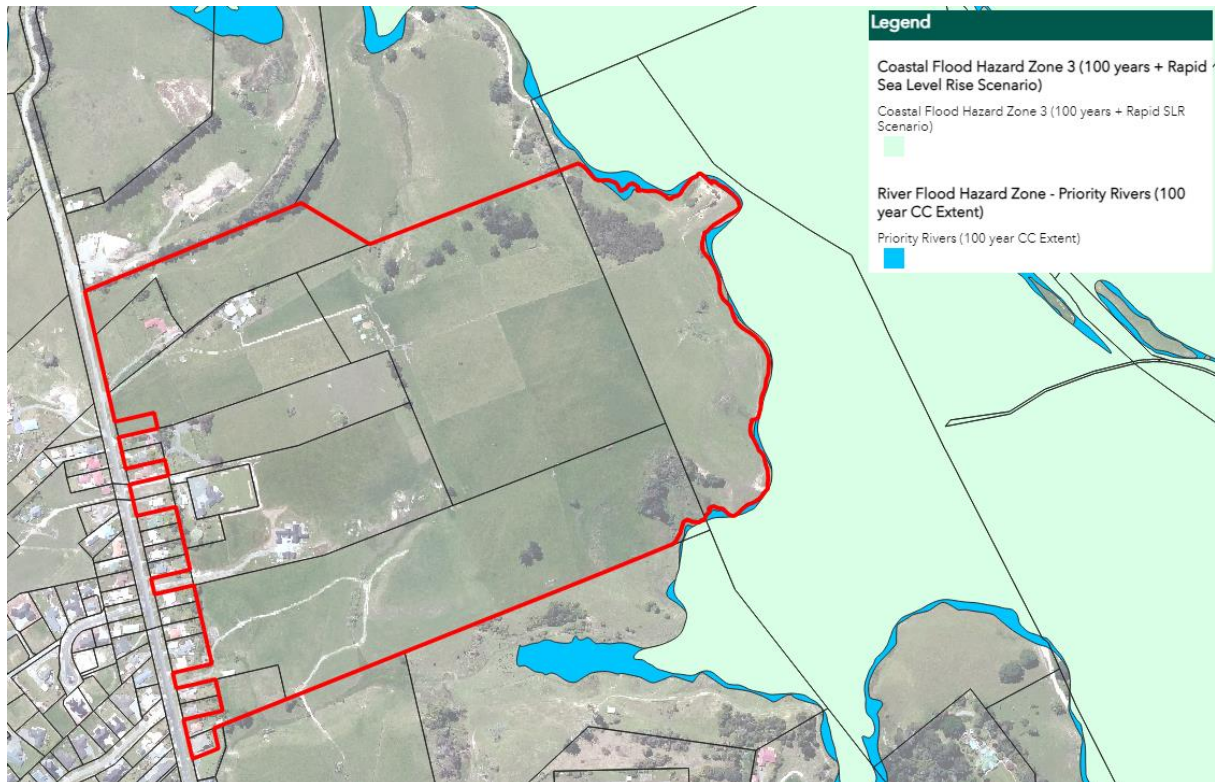 Legend
Coastal Flood Hazard Zone 3 (100 years + Rapid
Sea Level Rise Scenario)
Coastal Flood Hazard Zone 3 (100 years + Rapid SLR
Scenario)
River Flood Hazard Zone - Priority Rivers (100
year CC Extent)
Priority Rivers (100 year CC Extent)